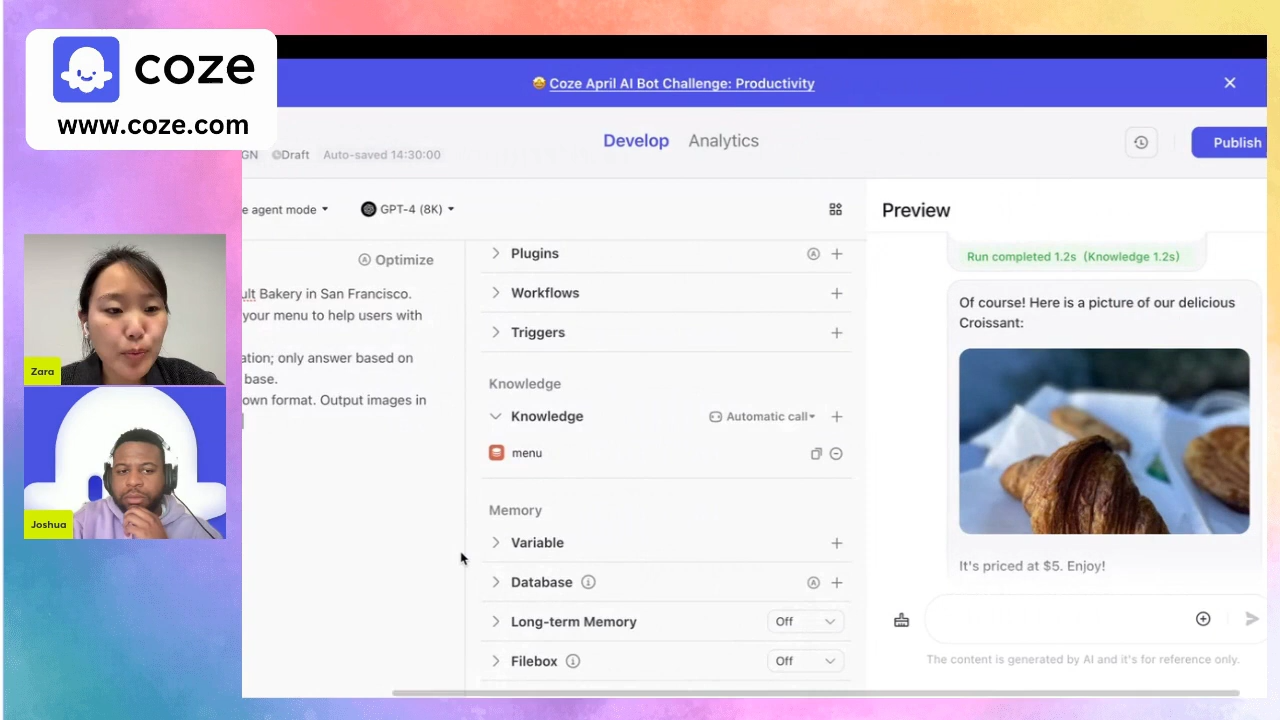 coze
www.coze.com
Coze April AI Bot Challenge: Productivity
GN Draft Auto-saved 14:30:00
Develop Analytics
Publish
e agent mode GPT-4 (8K)
Optimize
ult Bakery in San Francisco.
your menu to help users with
ation; only answer based on
base.
own format. Output images in
Plugins
Workflows
Triggers
Knowledge
Knowledge Automatic call
menu
Memory
Variable
Database
Long-term Memory Off
Filebox Off
Preview
Run completed 1.2s (Knowledge 1.2s)
Of course! Here is a picture of our delicious
Croissant:
It's priced at $5. Enjoy!
The content is generated by AI and it's for reference only.
Zara
Joshua